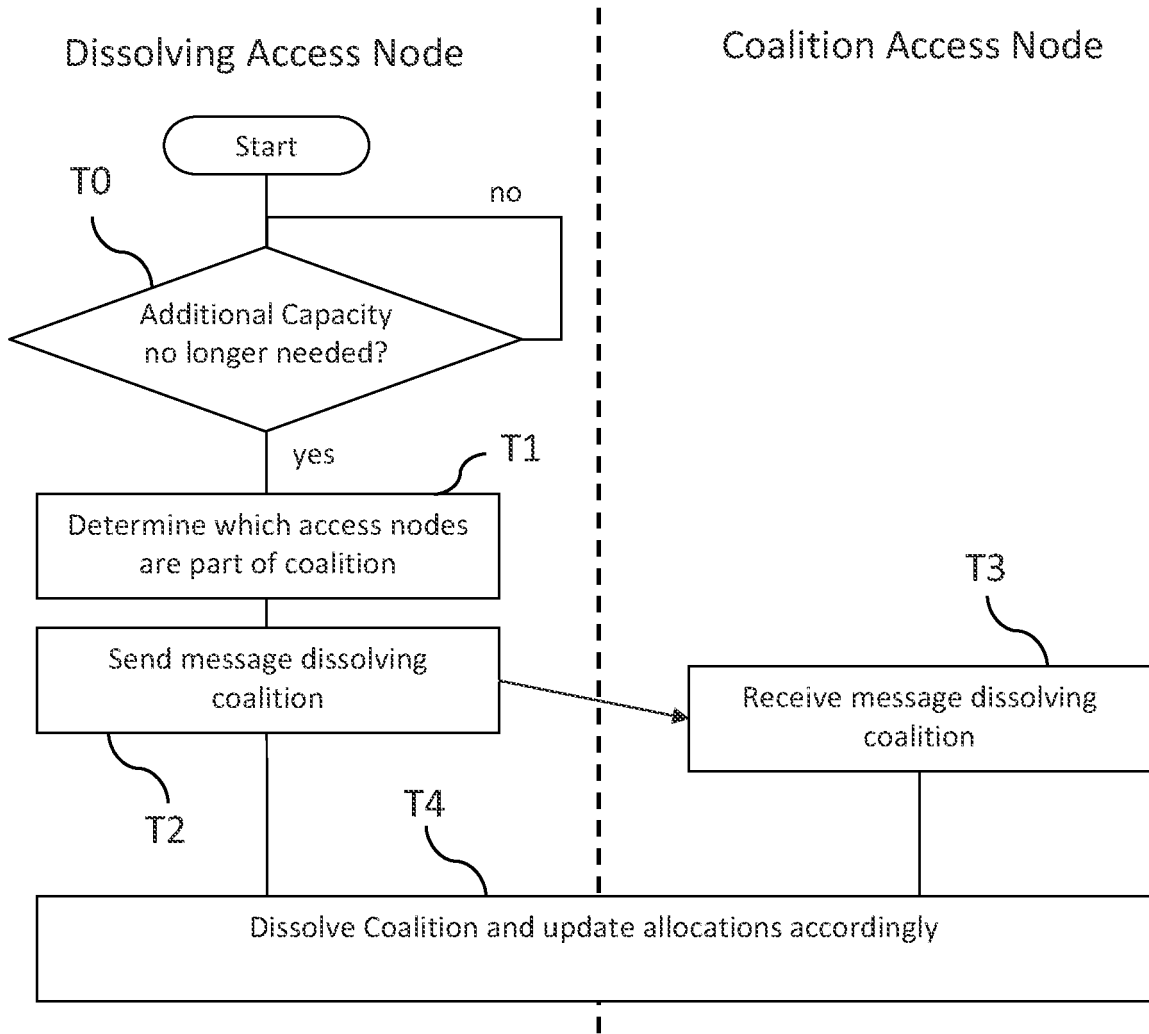 Dissolving Access Node
Coalition Access Node
Start
T0
no
Additional Capacity
no longer needed?
yes
T1
Determine which access nodes
are part of coalition
T3
Send message dissolving
coalition
Receive message dissolving
coalition
T2
T4
Dissolve Coalition and update allocations accordingly